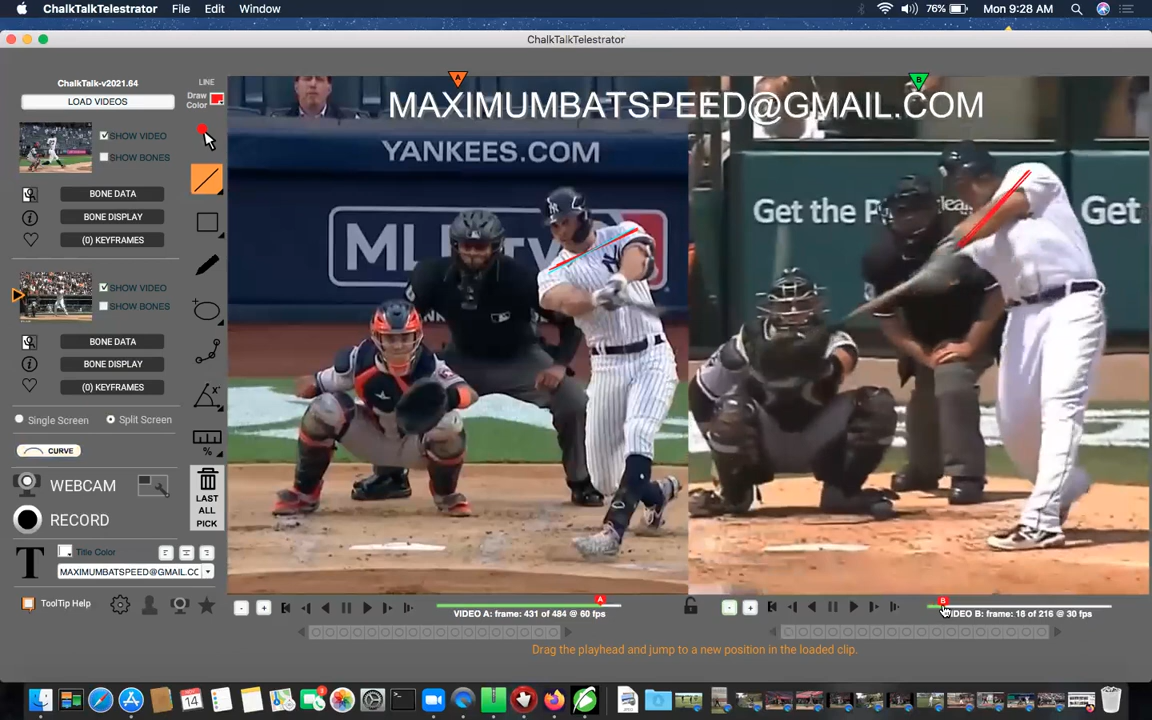 ChalkTalkTelestrator File Edit Window
76% Mon 9:28 AM
ChalkTalkTelestrator
ChalkTalk-v2021.64
LOAD VIDEOS
SHOW VIDEO
SHOW BONES
BONE DATA
BONE DISPLAY
(0) KEYFRAMES
SHOW VIDEO
SHOW BONES
BONE DATA
BONE DISPLAY
(0) KEYFRAMES
Single Screen Split Screen
CURVE
WEBCAM
RECORD
T Title Color
MAXIMUMBATSPEED@GMAIL.CC
ToolTip Help
LINE
Draw
Color
%
LAST
ALL
PICK
A
B
MAXIMUMBATSPEED@GMAIL.COM
YANKEES.COM
MLB
Get the
Get
A
VIDEO A: frame: 431 of 484 @ 60 fps
B
VIDEO B: frame: 18 of 216 @ 30 fps
Drag the playhead and jump to a new position in the loaded clip.
14